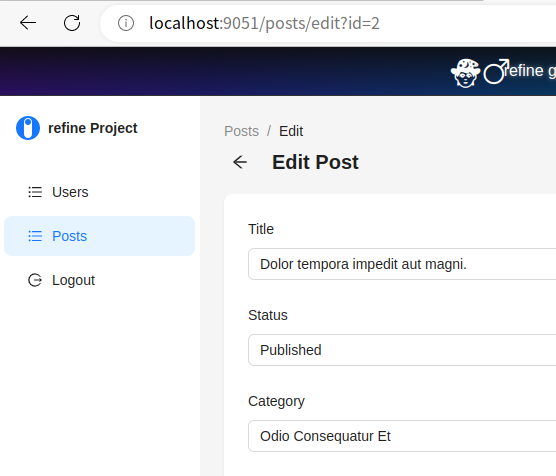 localhost:9051/posts/edit?id=2
refine g
refine Project
Users
Posts
Logout
Posts / Edit
Edit Post
Title
Dolor tempora impedit aut magni.
Status
Published
Category
Odio Consequatur Et